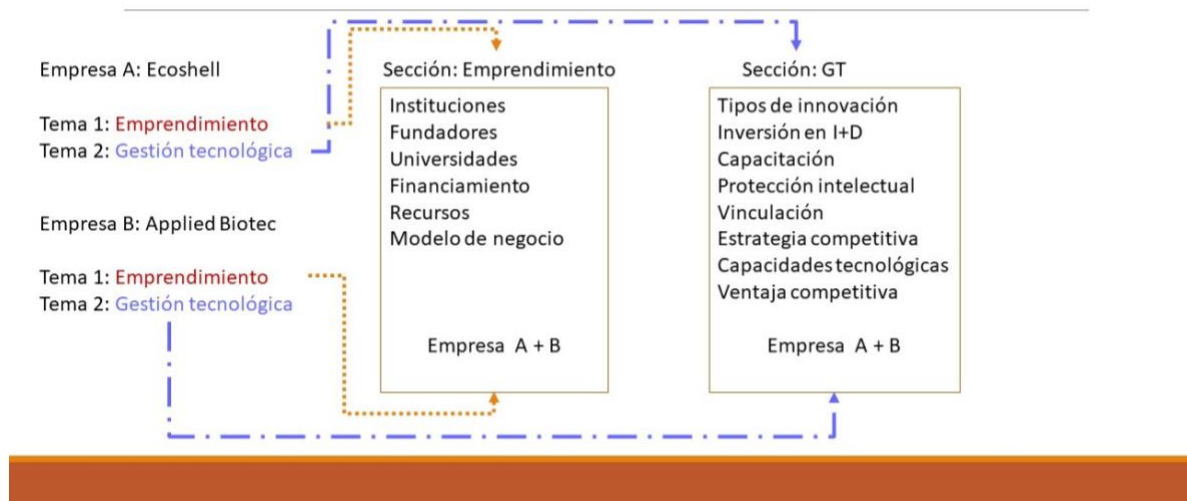 Empresa A: Ecoshell
Tema 1: Emprendimiento
Tema 2: Gestión tecnológica
Empresa B: Applied Biotec
Tema 1: Emprendimiento
Tema 2: Gestión tecnológica
Sección: Emprendimiento
Instituciones
Fundadores
Universidades
Financiamiento
Recursos
Modelo de negocio
Empresa A + B
Sección: GT
Tipos de innovación
Inversión en I+D
Capacitación
Protección intelectual
Vinculación
Estrategia competitiva
Capacidades tecnológicas
Ventaja competitiva
Empresa A + B